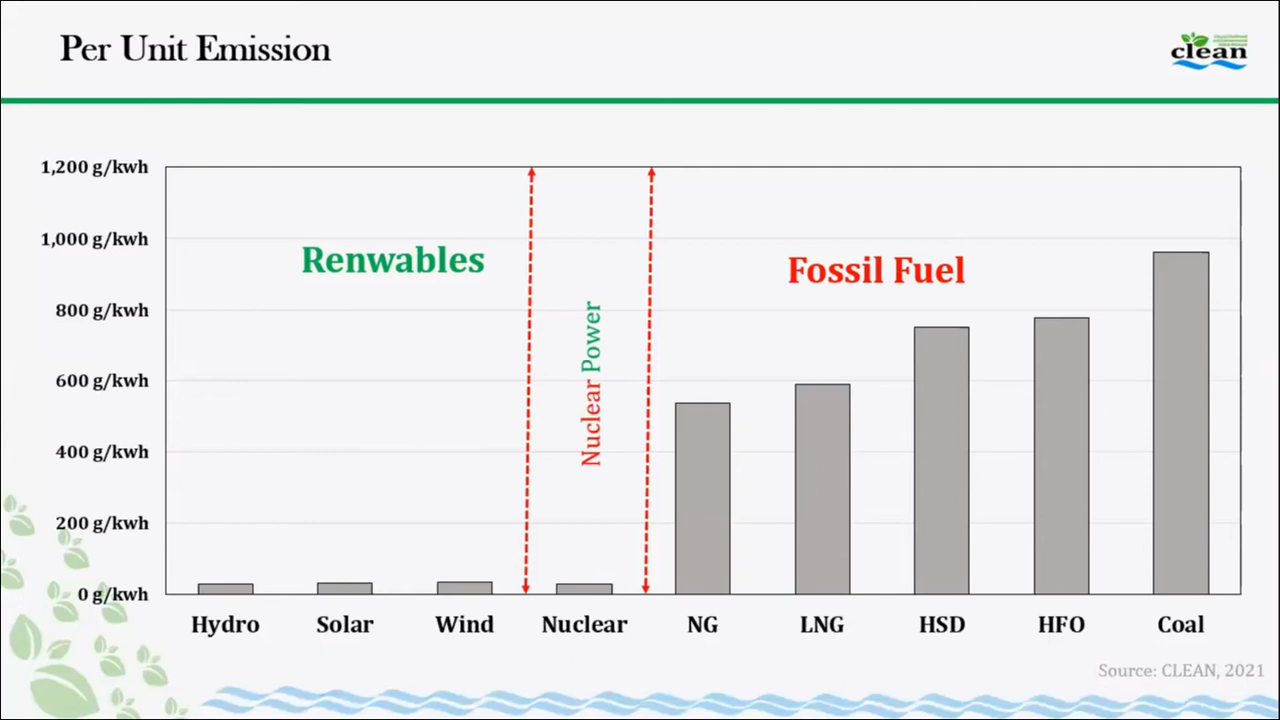 Per Unit Emission
clean
1,200 g/kwh
1,000 g/kwh
800 g/kwh
600 g/kwh
400 g/kwh
200 g/kwh
0 g/kwh
Renwables
Nuclear Power
Fossil Fuel
Hydro
Solar
Wind
Nuclear
NG
LNG
HSD
HFO
Coal
Source: CLEAN, 2021